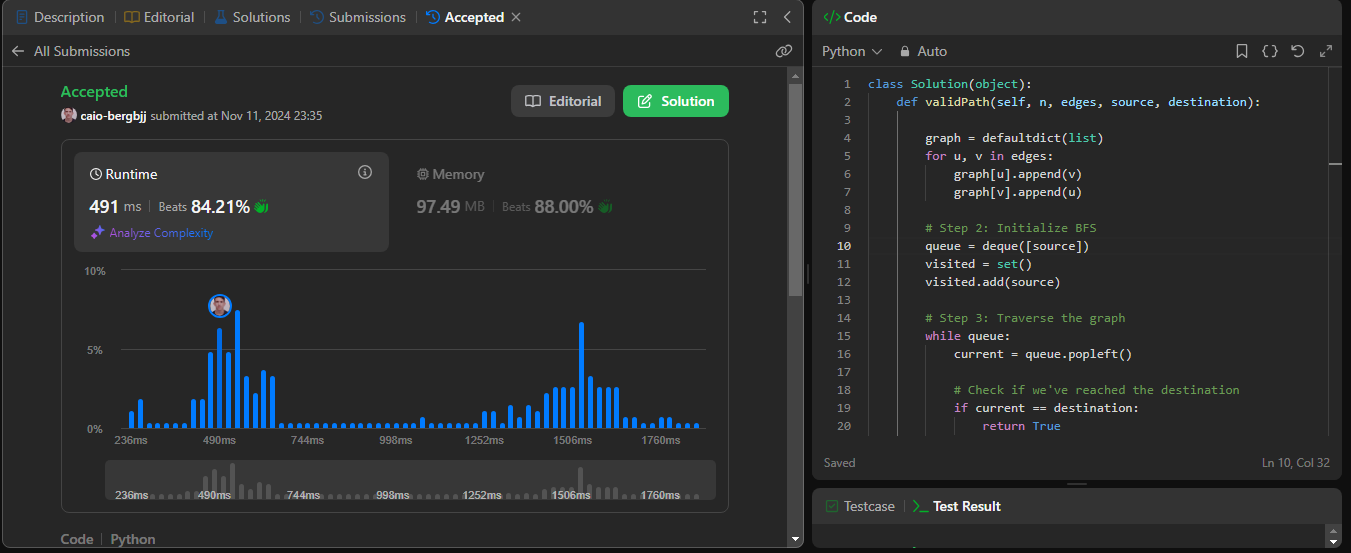 Description | Editorial | Solutions | Submissions | Accepted
All Submissions
Accepted
caio-bergbjj submitted at Nov 11, 2024 23:35
Editorial
Solution
Runtime
491 ms | Beats 84.21%
Analyze Complexity
Memory
97.49 MB | Beats 88.00%
10%
5%
0%
236ms 490ms 744ms 998ms 1252ms 1506ms 1760ms
236ms 490ms 744ms 998ms 1252ms 1506ms 1760ms
Code | Python
</> Code
Python Auto
1 class Solution(object):
2     def validPath(self, n, edges, source, destination):
3
4         graph = defaultdict(list)
5         for u, v in edges:
6             graph[u].append(v)
7             graph[v].append(u)
8
9         # Step 2: Initialize BFS
10         queue = deque([source])
11         visited = set()
12         visited.add(source)
13
14         # Step 3: Traverse the graph
15         while queue:
16             current = queue.popleft()
17
18             # Check if we've reached the destination
19             if current == destination:
20                 return True
Saved
Ln 10, Col 32
Testcase | >_ Test Result